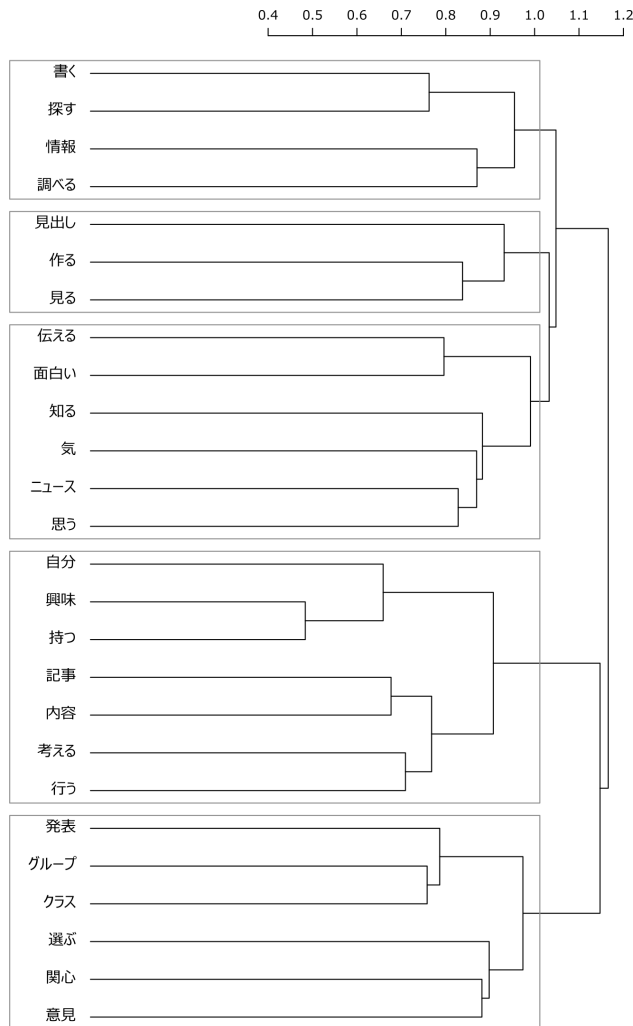 0.4 0.5 0.6 0.7 0.8 0.9 1.0 1.1 1.2
書く
探す
情報
調べる
見出し
作る
見る
伝える
面白い
知る
気
ニュース
思う
自分
興味
持つ
記事
内容
考える
行う
発表
グループ
クラス
選ぶ
関心
意見